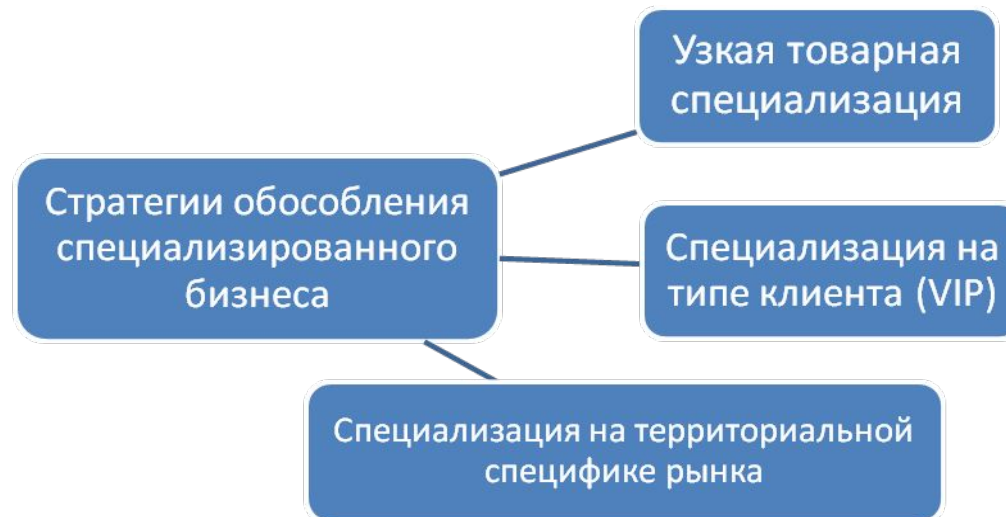 Узкая товарная
специализация
Стратегии обособления
специализированного
бизнеса
Специализация на
типе клиента (VIP)
Специализация на территориальной
специфике рынка